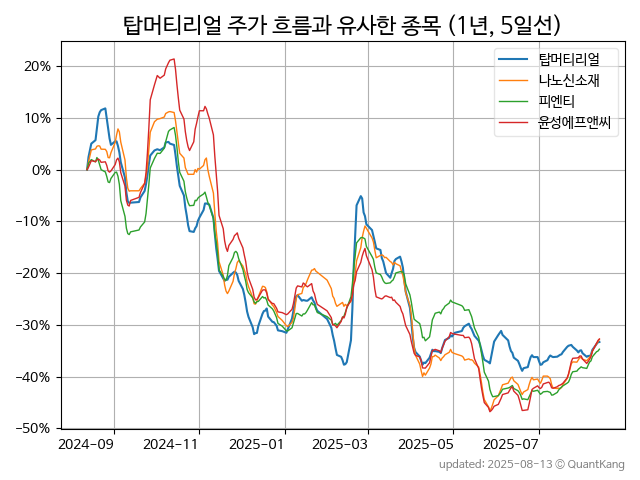 탑머티리얼 주가 흐름과 유사한 종목 (1년, 5일선)
탑머티리얼
나노신소재
피엔티
윤성에프앤씨
20%
10%
0%
−10%
−20%
−30%
−40%
−50%
2024-09 2024-11 2025-01 2025-03 2025-05 2025-07
updated: 2025-08-13 © QuantKang